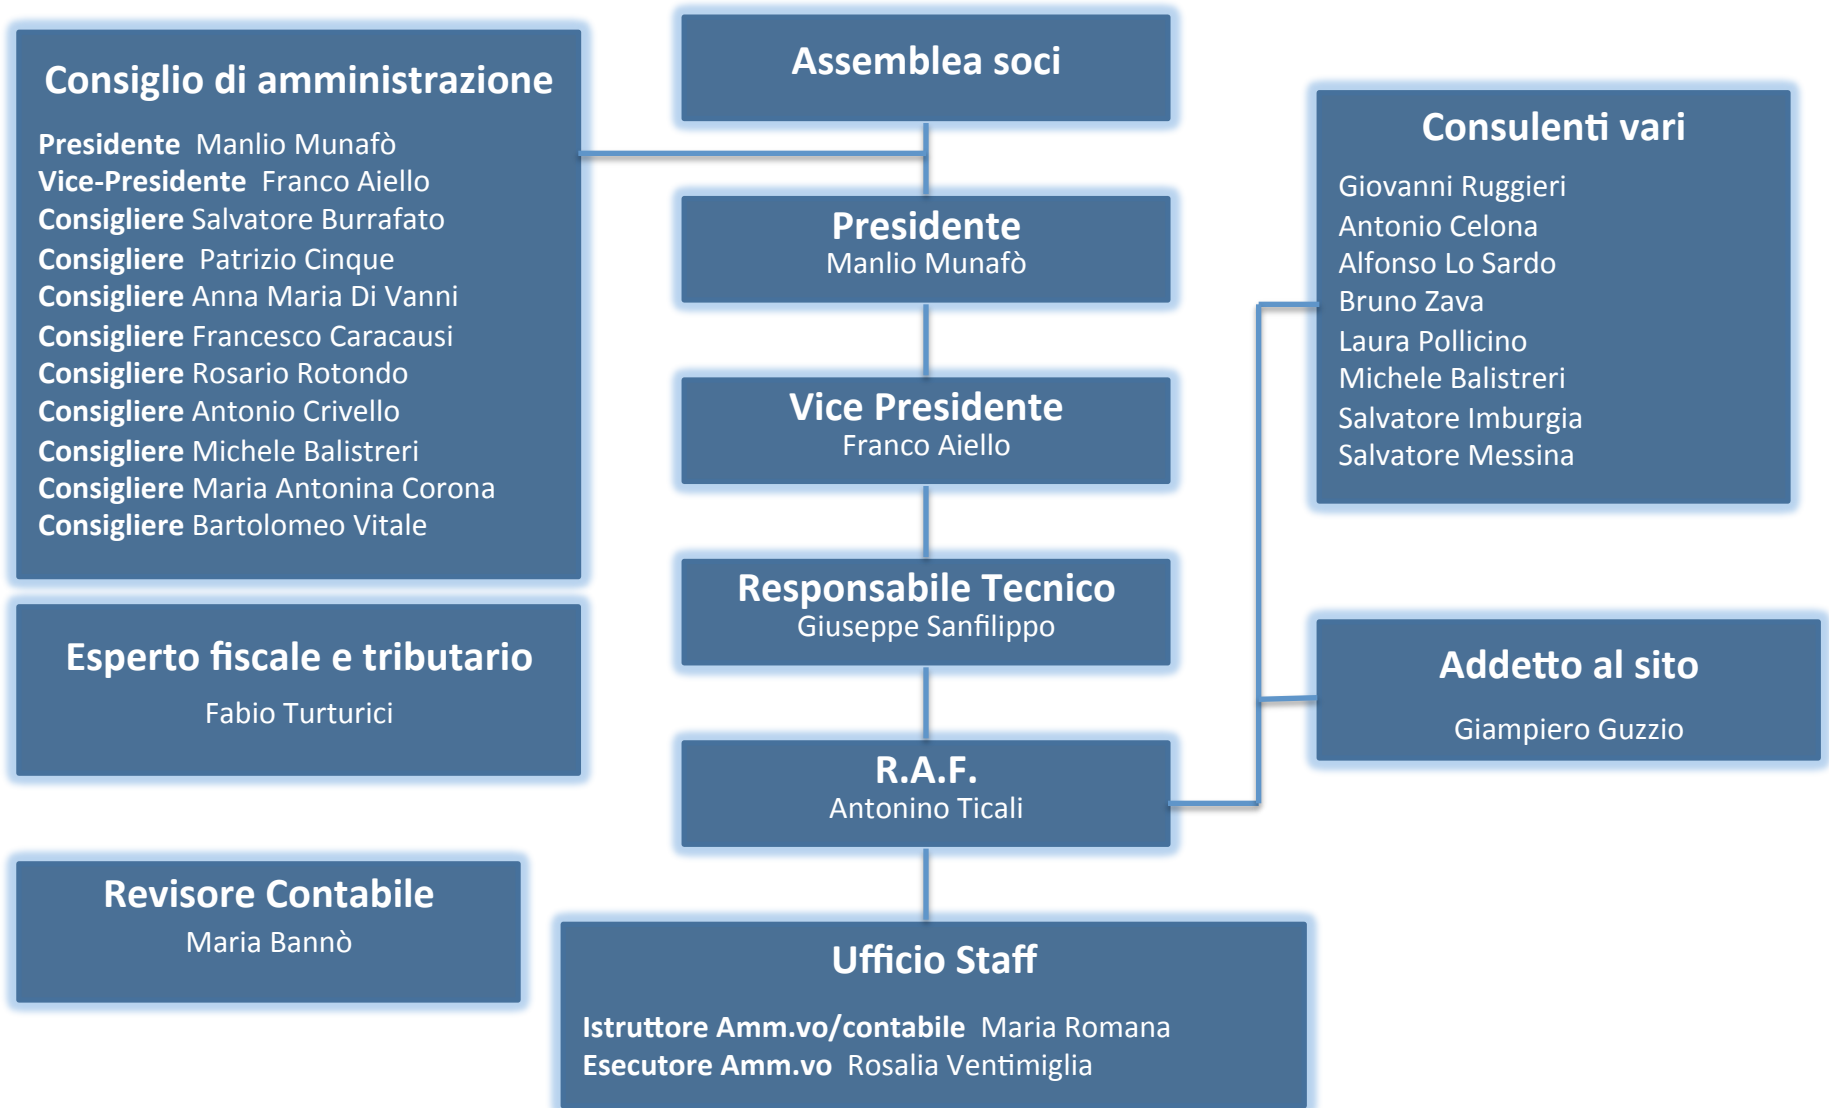 Consiglio di amministrazione
Presidente Manlio Munafò
Vice-Presidente Franco Aiello
Consigliere Salvatore Burrafato
Consigliere Patrizio Cinque
Consigliere Anna Maria Di Vanni
Consigliere Francesco Caracausi
Consigliere Rosario Rotondo
Consigliere Antonio Crivello
Consigliere Michele Balistreri
Consigliere Maria Antonina Corona
Consigliere Bartolomeo Vitale
Esperto fiscale e tributario
Fabio Turturici
Revisore Contabile
Maria Bannò
Assemblea soci
Presidente
Manlio Munafò
Vice Presidente
Franco Aiello
Responsabile Tecnico
Giuseppe Sanfilippo
R.A.F.
Antonino Ticali
Ufficio Staff
Istruttore Amm.vo/contabile Maria Romana
Esecutore Amm.vo Rosalia Ventimiglia
Consulenti vari
Giovanni Ruggieri
Antonio Celona
Alfonso Lo Sardo
Bruno Zava
Laura Pollicino
Michele Balistreri
Salvatore Imburgia
Salvatore Messina
Addetto al sito
Giampiero Guzzio